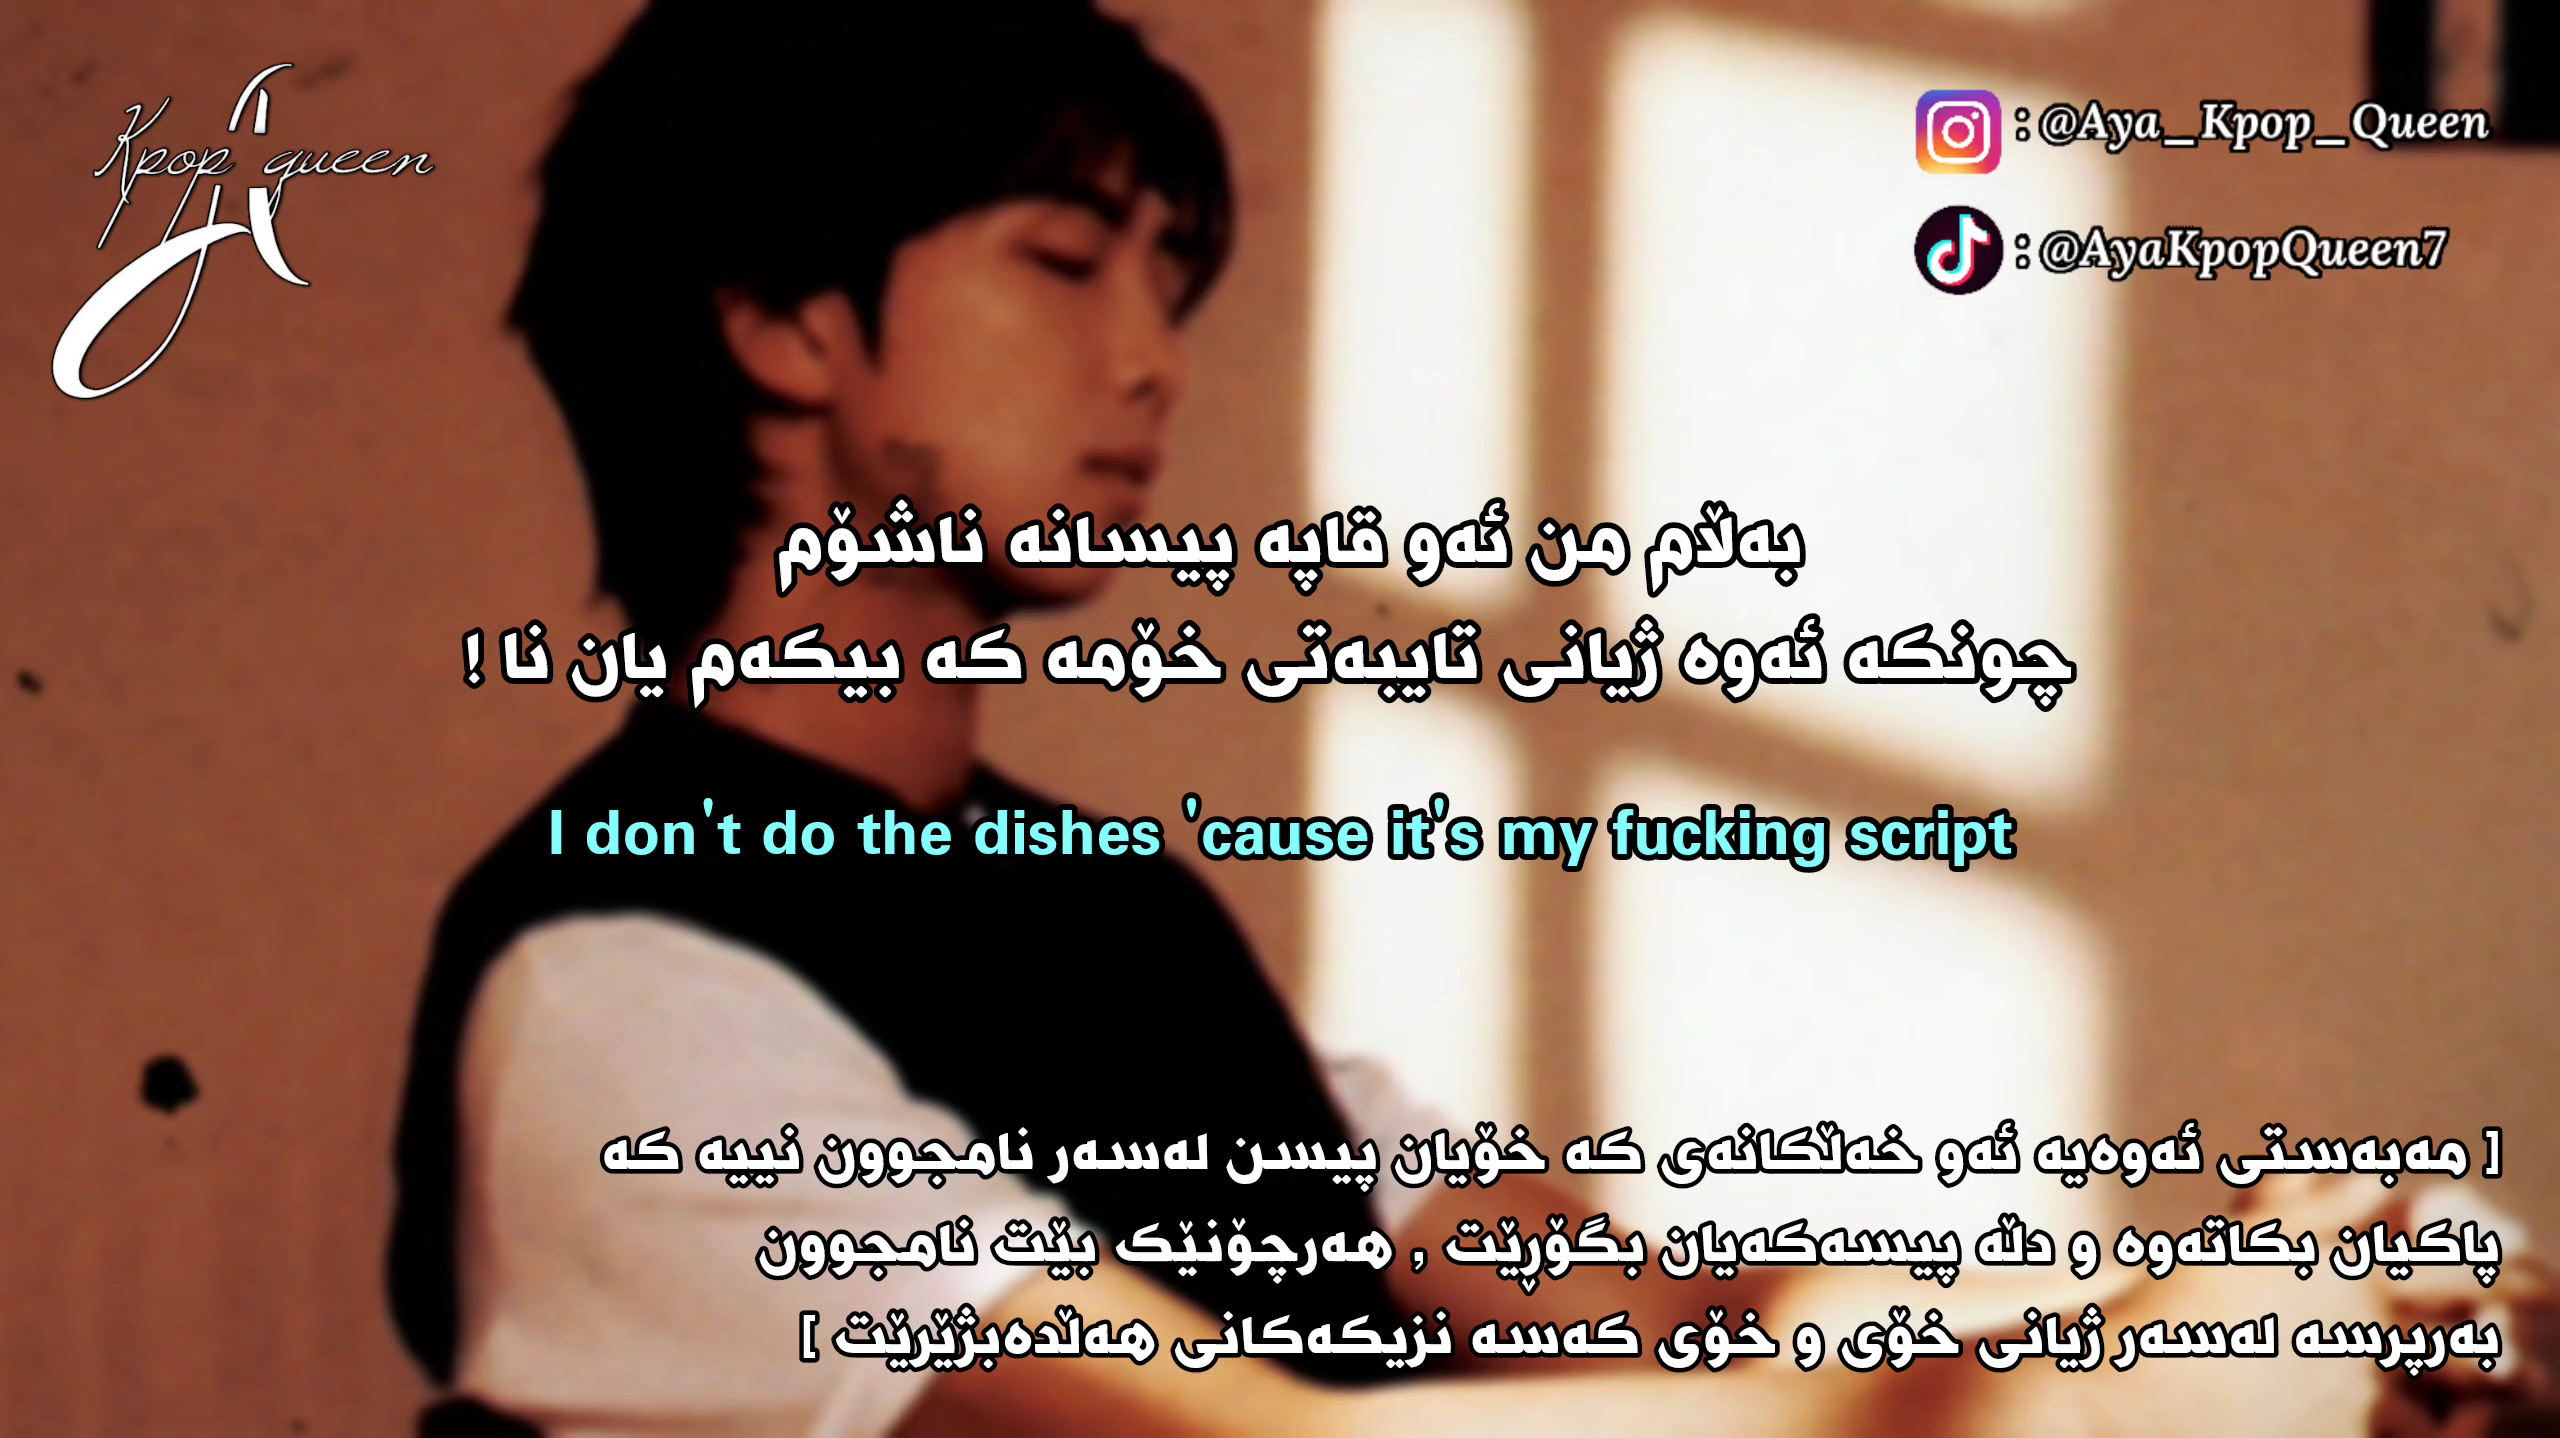 Kpop queen
A
: @Aya_Kpop_Queen
: @AyaKpopQueen7
بەڵام من ئەو قاپە پیسانە ناشۆم
چونکە ئەوە ژیانی تایبەتی خۆمە کە بیکەم یان نا !
I don't do the dishes 'cause it's my fucking script
[ مەبەستی ئەوەیە ئەو خەڵکانەی کە خۆیان پیسن لەسەر نامجوون نییە کە
پاکیان بکاتەوە و دڵە پیسەکەیان بگۆڕێت , هەرچۆنێک بێت نامجوون
بەرپرسە لەسەر ژیانی خۆی و خۆی کەسە نزیکەکانی هەڵدەبژێرێت ]